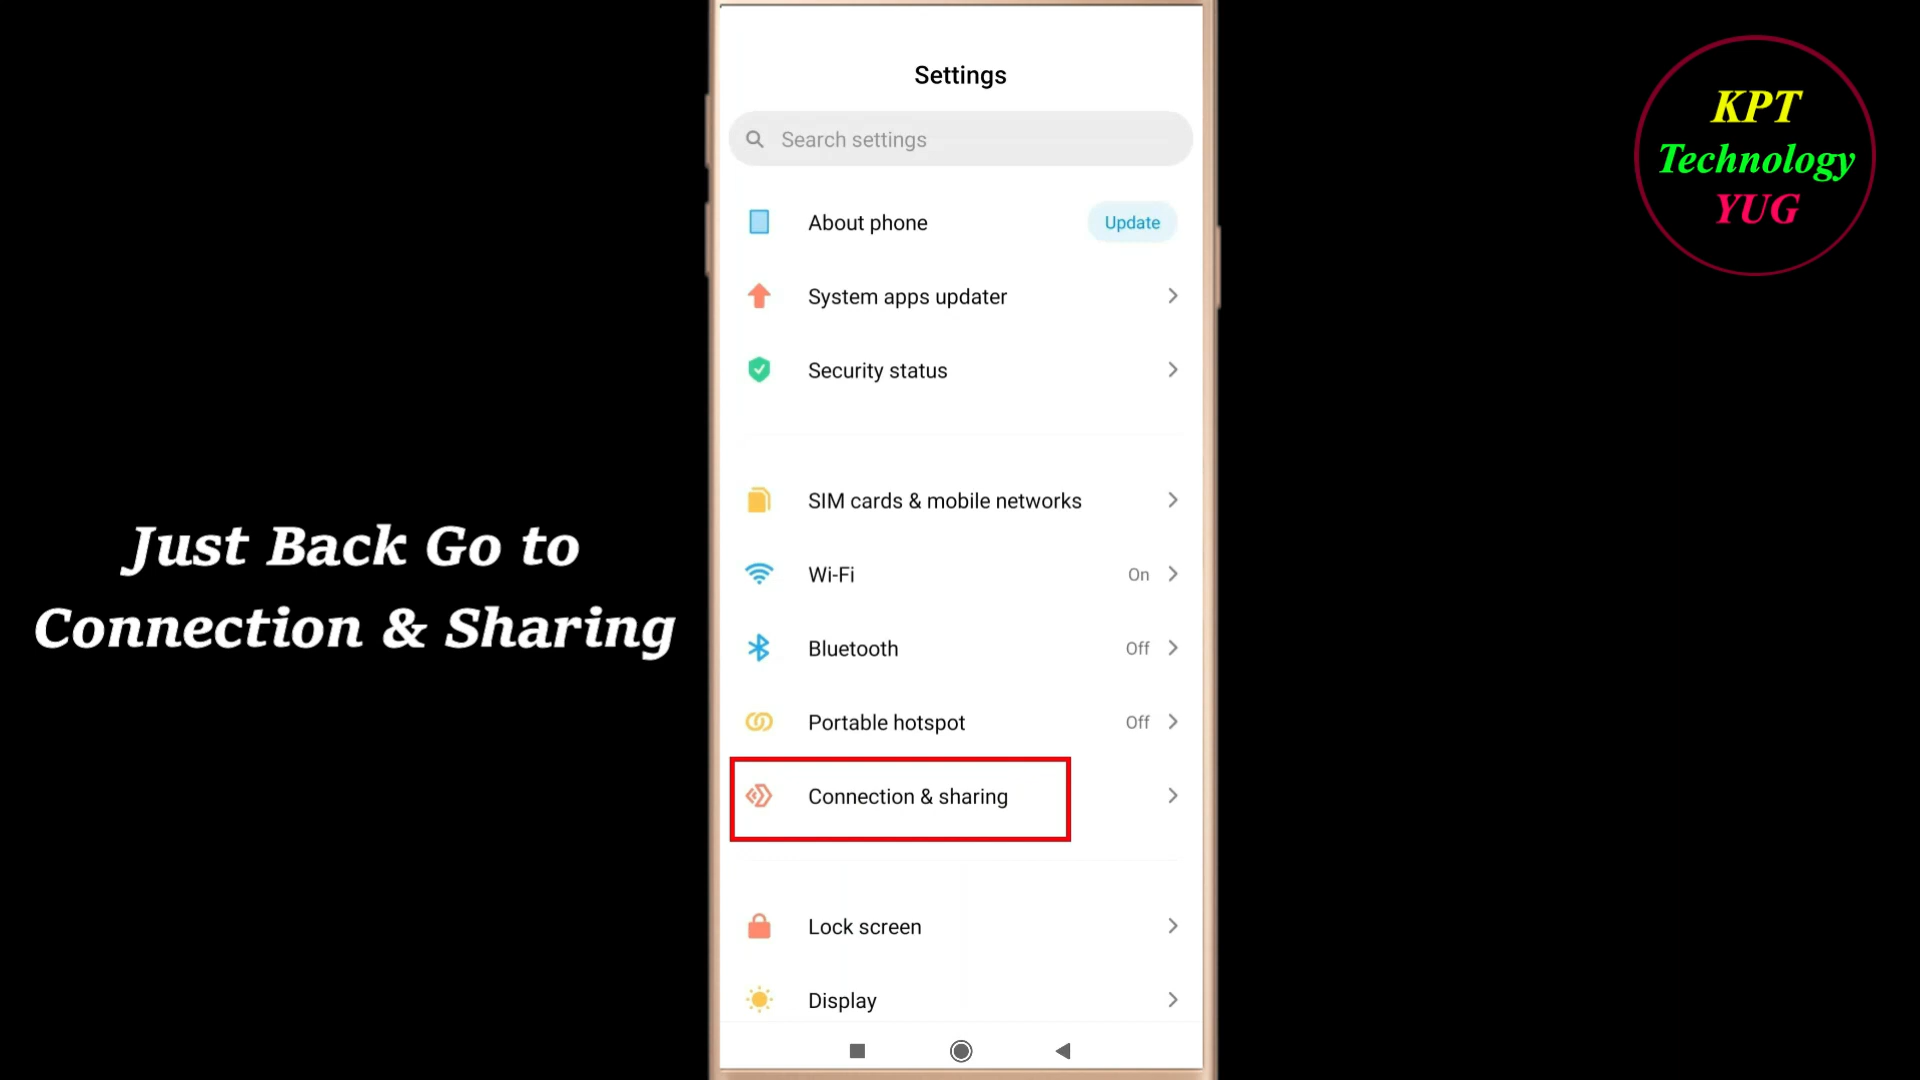 Settings
Search settings
About phone Update
System apps updater
Security status
SIM cards & mobile networks
Wi-Fi On
Bluetooth Off
Portable hotspot Off
Connection & sharing
Lock screen
Display
Just Back Go to
Connection & Sharing
KPT
Technology
YUG